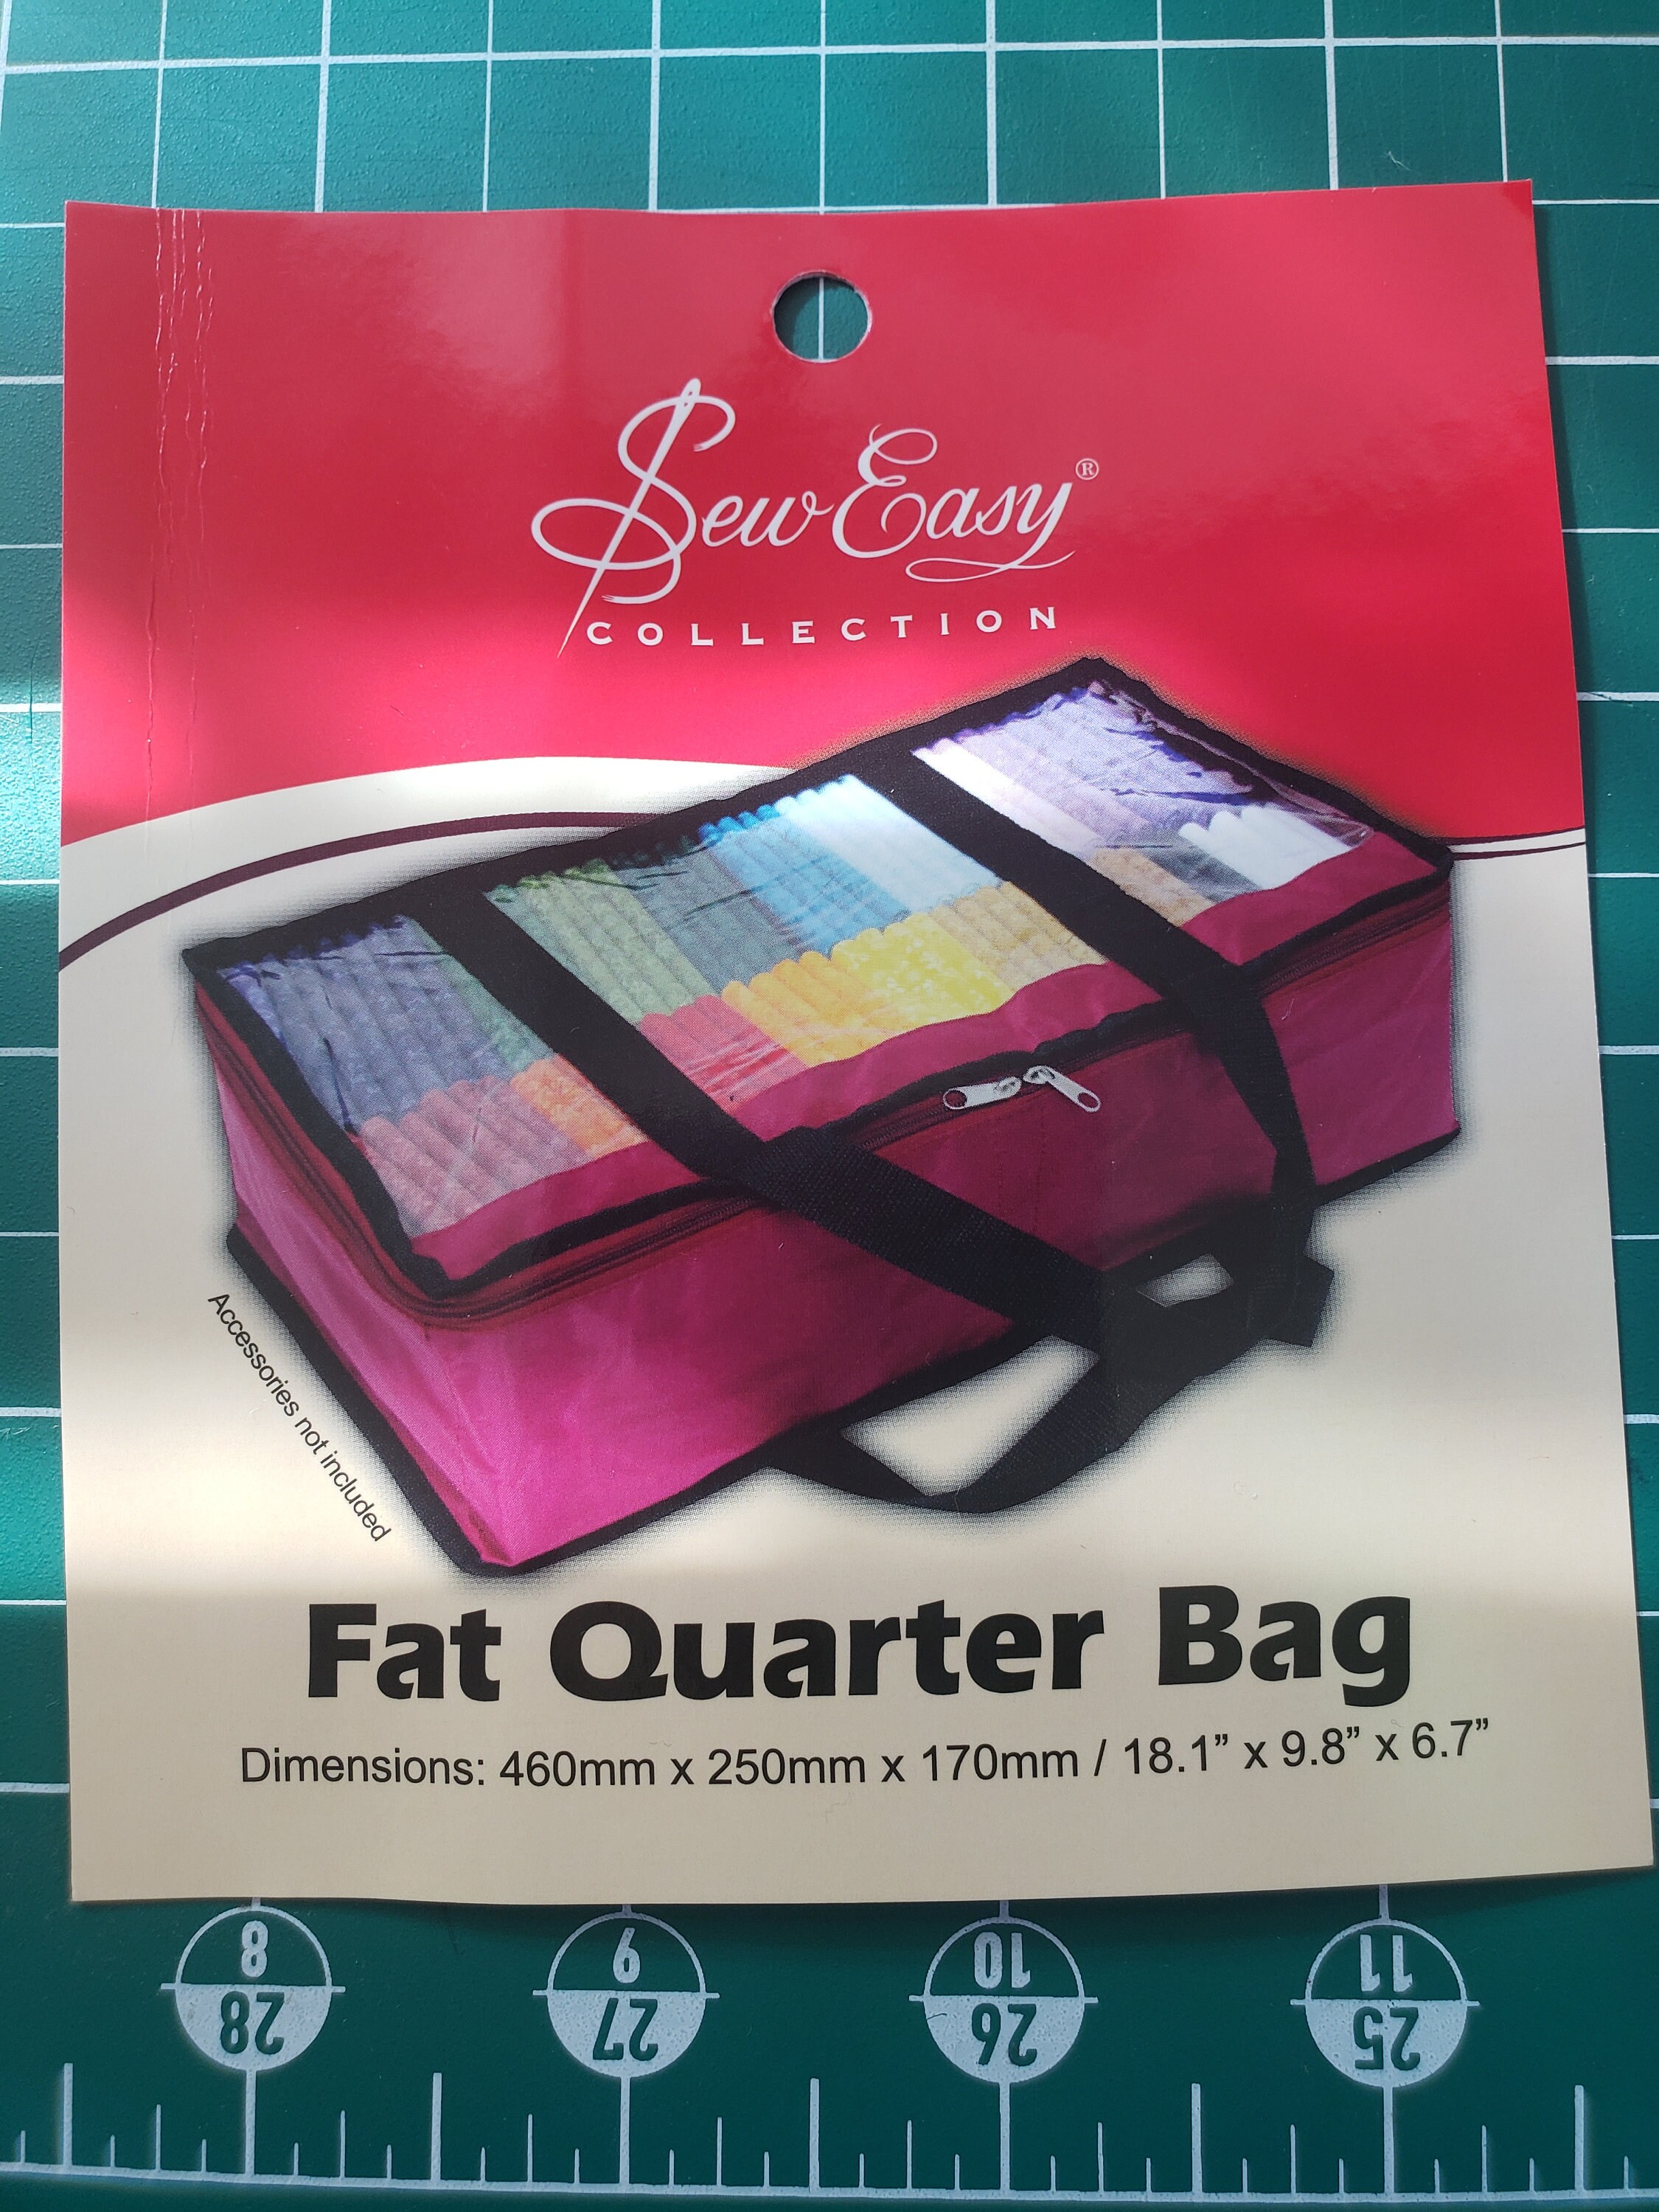 Sew Easy®
COLLECTION
Accessories not included
Fat Quarter Bag
Dimensions: 460mm x 250mm x 170mm / 18.1” x 9.8” x 6.7”
8 9 10 11
28 27 26 25